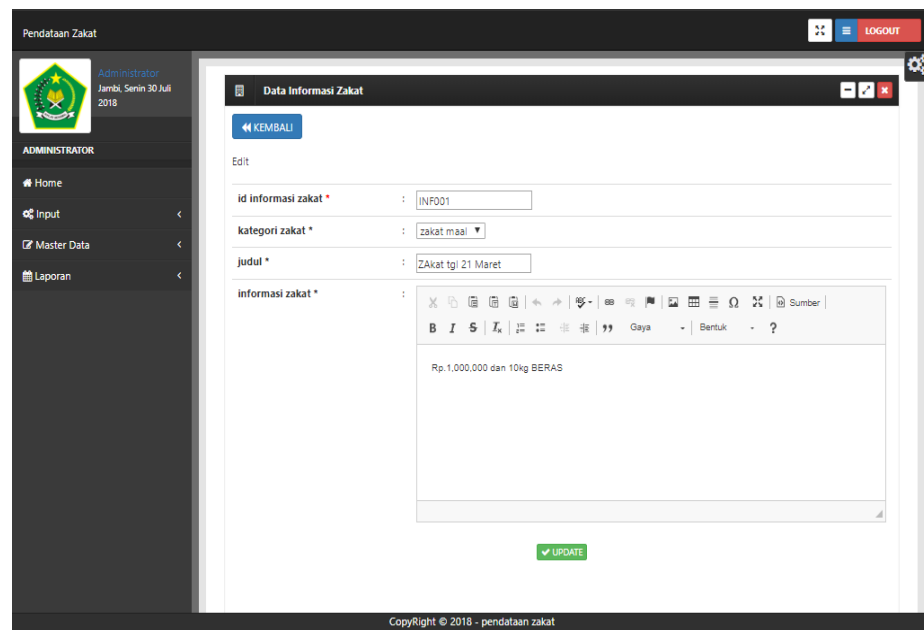 Pendataan Zakat
LOGOUT
Administrator
Jambi, Senin 30 Juli
2018
ADMINISTRATOR
Home
Input
Master Data
Laporan
Data Informasi Zakat
KEMBALI
Edit
id informasi zakat * : INF001
kategori zakat * : zakat maal
judul * : ZAkat tgl 21 Maret
informasi zakat * :
Sumber
B I S Ix Gaya Bentuk ?
Rp.1,000,000 dan 10kg BERAS
UPDATE
CopyRight © 2018 - pendataan zakat